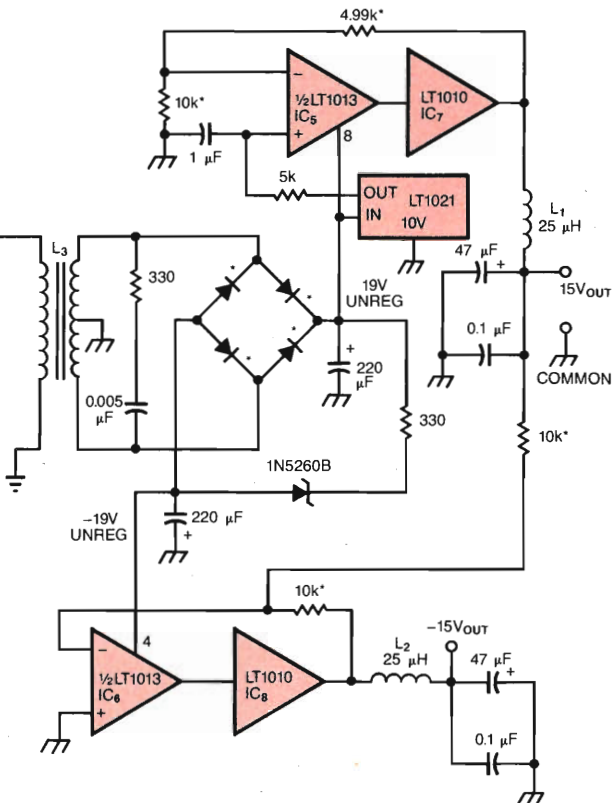 4.99k*
10k*
–
½LT1013
IC₅
+
8
LT1010
IC₇
1 µF
5k
OUT
IN
LT1021
10V
L₁
25 µH
47 µF
+
15VOUT
0.1 µF
COMMON
L₃
330
0.005
µF
*
*
*
*
19V
UNREG
+
220
µF
330
10k*
1N5260B
–19V
UNREG
220 µF
+
10k*
4
–
½LT1013
IC₆
+
LT1010
IC₈
L₂
25 µH
–15VOUT
47 µF
+
0.1 µF